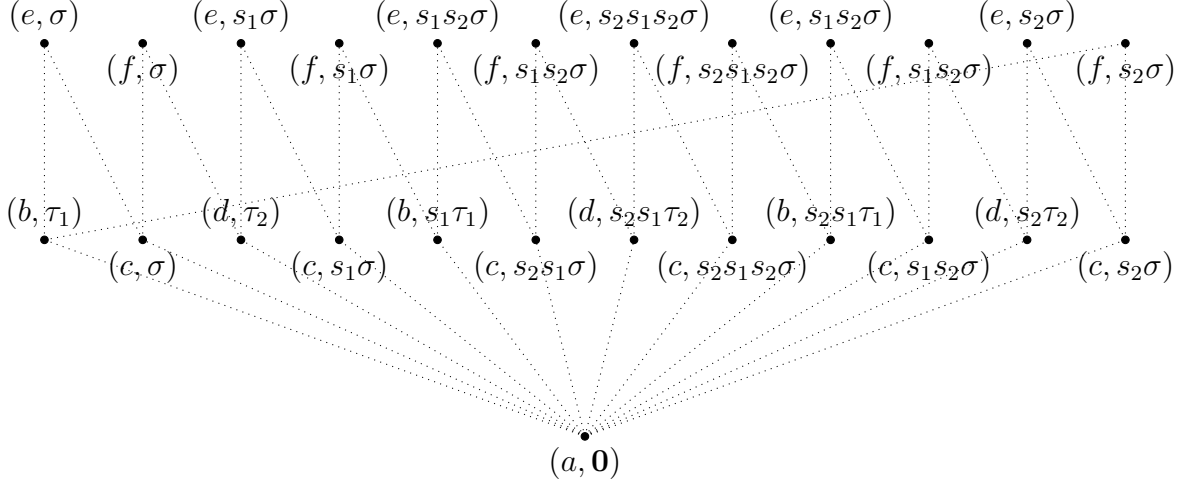 (e, σ) (e, s₁σ) (e, s₁s₂σ) (e, s₂s₁s₂σ) (e, s₁s₂σ) (e, s₂σ)
(f, σ) (f, s₁σ) (f, s₁s₂σ) (f, s₂s₁s₂σ) (f, s₁s₂σ) (f, s₂σ)
(b, τ₁) (d, τ₂) (b, s₁τ₁) (d, s₂s₁τ₂) (b, s₂s₁τ₁) (d, s₂τ₂)
(c, σ) (c, s₁σ) (c, s₂s₁σ) (c, s₂s₁s₂σ) (c, s₁s₂σ) (c, s₂σ)
(a, 𝟎)